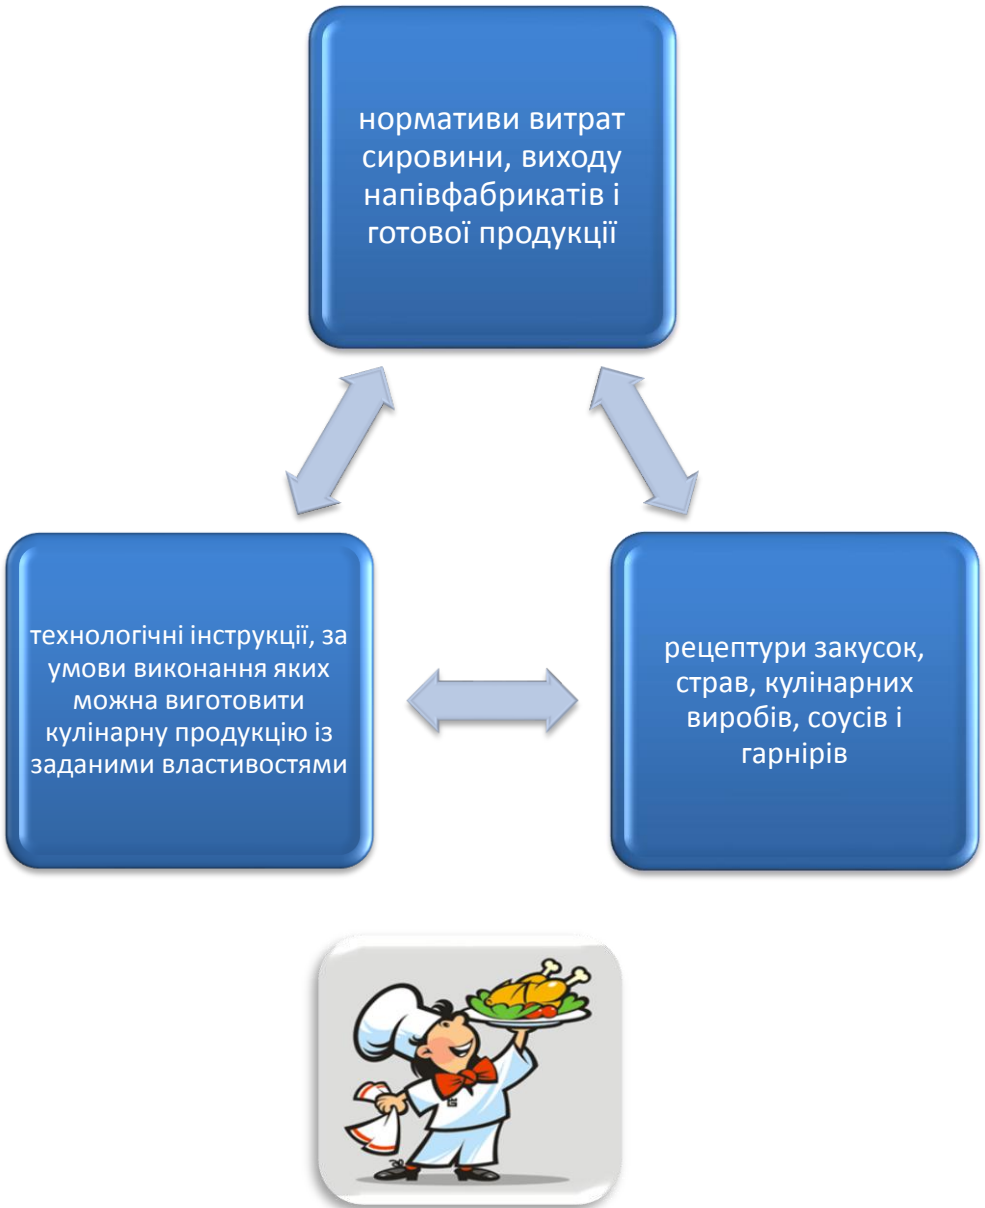 нормативи витрат
сировини, виходу
напівфабрикатів і
готової продукції
технологічні інструкції, за
умови виконання яких
можна виготовити
кулінарну продукцію із
заданими властивостями
рецептури закусок,
страв, кулінарних
виробів, соусів і
гарнірів